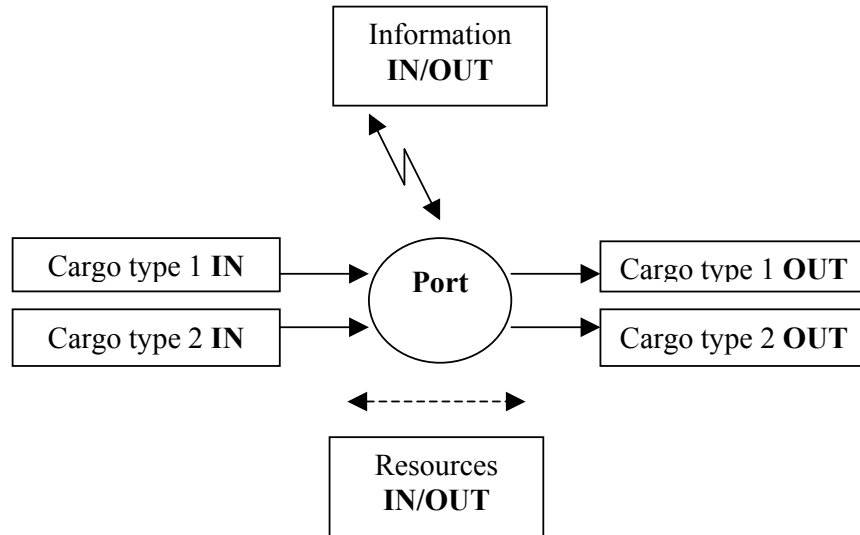 Information
IN/OUT
Cargo type 1 IN
Port
Cargo type 1 OUT
Cargo type 2 IN
Cargo type 2 OUT
Resources
IN/OUT